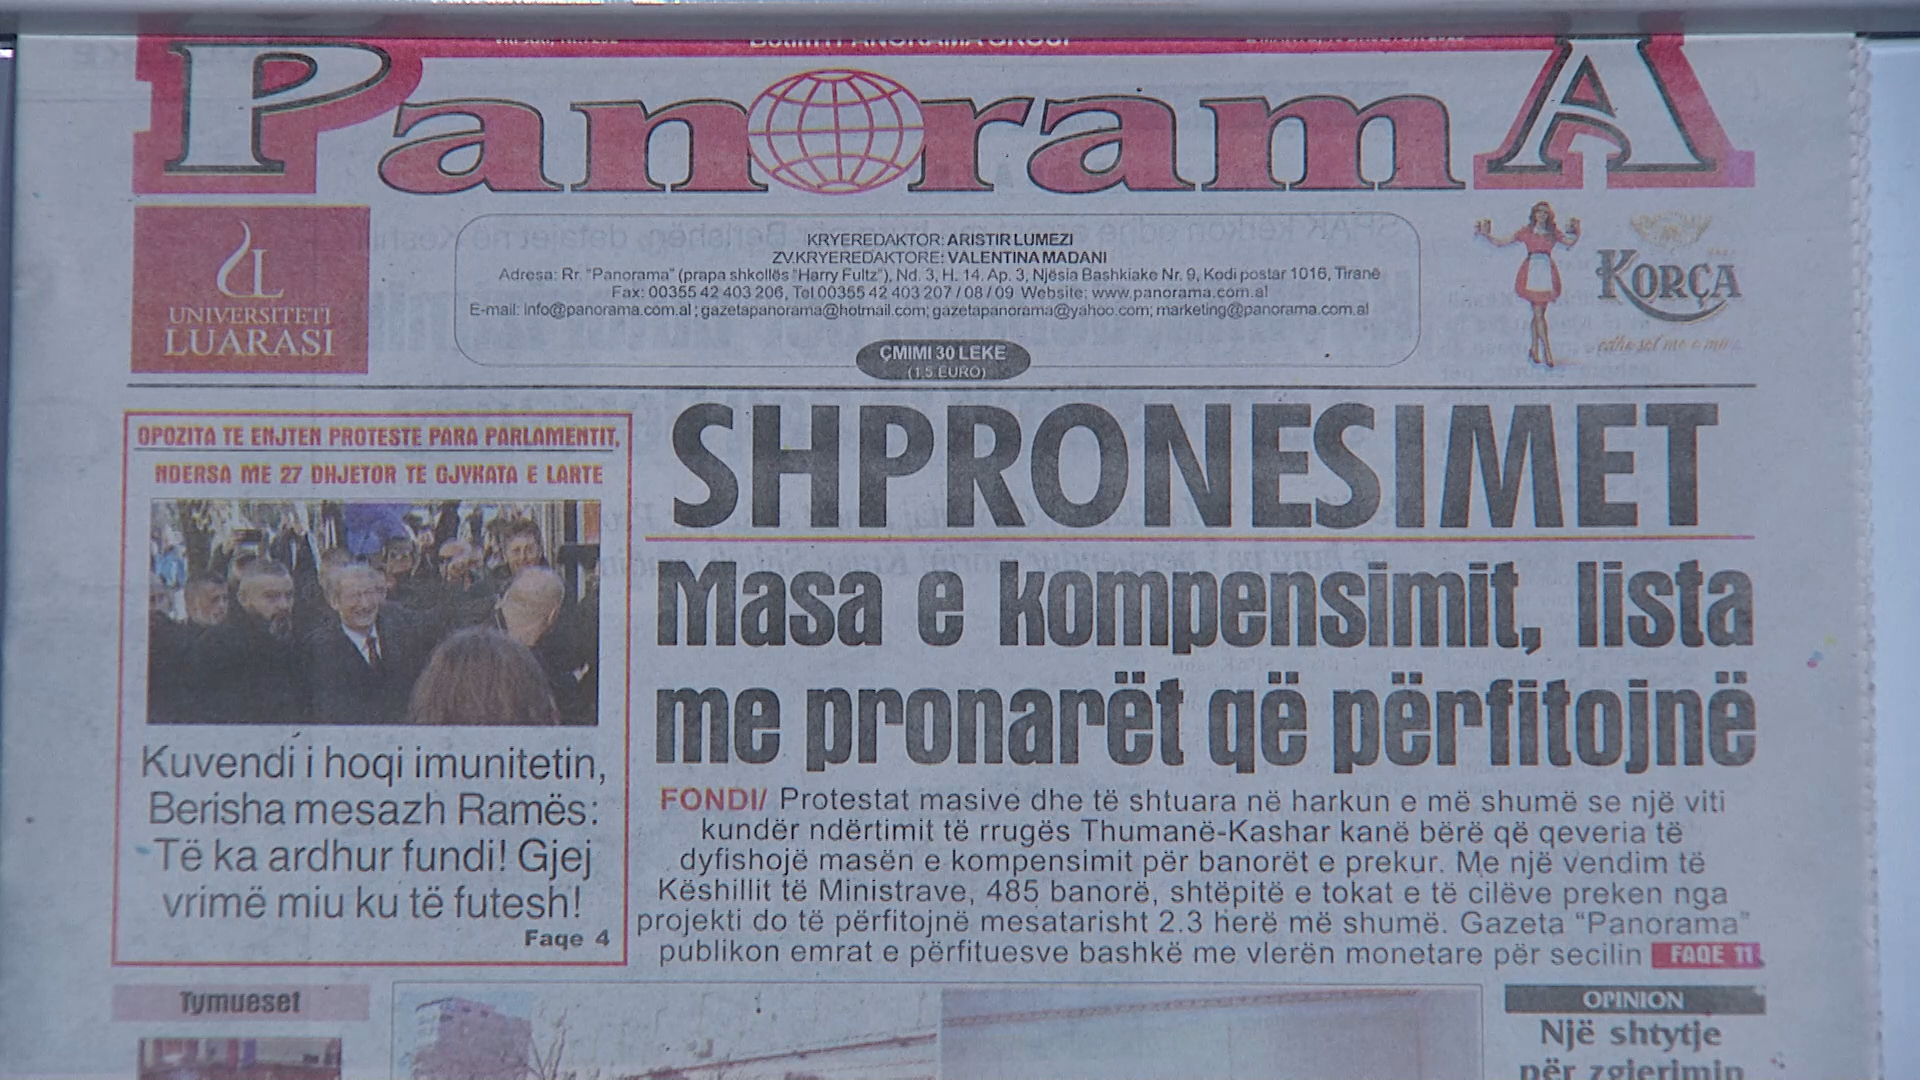 PanoramA
UNIVERSITETI
LUARASI
KRYEREDAKTOR: ARISTIR LUMEZI
ZV.KRYEREDAKTORE: VALENTINA MADANI
Adresa: Rr. "Panorama" (prapa shkollës "Harry Fultz"), Nd. 3, H. 14. Ap. 3, Njësia Bashkiake Nr. 9, Kodi postar 1016, Tiranë
Fax: 00355 42 403 206, Tel 00355 42 403 207 / 08 / 09 Website: www.panorama.com.al
E-mail: info@panorama.com.al ; gazetapanorama@hotmail.com; gazetapanorama@yahoo.com; marketing@panorama.com.al
ÇMIMI 30 LEKE
(1.5 EURO)
KORÇA
OPOZITA TE ENJTEN PROTESTE PARA PARLAMENTIT,
NDERSA ME 27 DHJETOR TE GJYKATA E LARTE
Kuvendi i hoqi imunitetin,
Berisha mesazh Ramës:
Të ka ardhur fundi! Gjej
vrimë miu ku të futesh!
Faqe 4
SHPRONESIMET
Masa e kompensimit, lista
me pronarët që përfitojnë
FONDI/ Protestat masive dhe të shtuara në harkun e më shumë se një viti
kundër ndërtimit të rrugës Thumanë-Kashar kanë bërë që qeveria të
dyfishojë masën e kompensimit për banorët e prekur. Me një vendim të
Këshillit të Ministrave, 485 banorë, shtëpitë e tokat e të cilëve preken nga
projekti do të përfitojnë mesatarisht 2.3 herë më shumë. Gazeta "Panorama"
publikon emrat e përfituesve bashkë me vlerën monetare për secilin FAQE 11
Tymueset
OPINION
Një shtytje
për zgjerimin